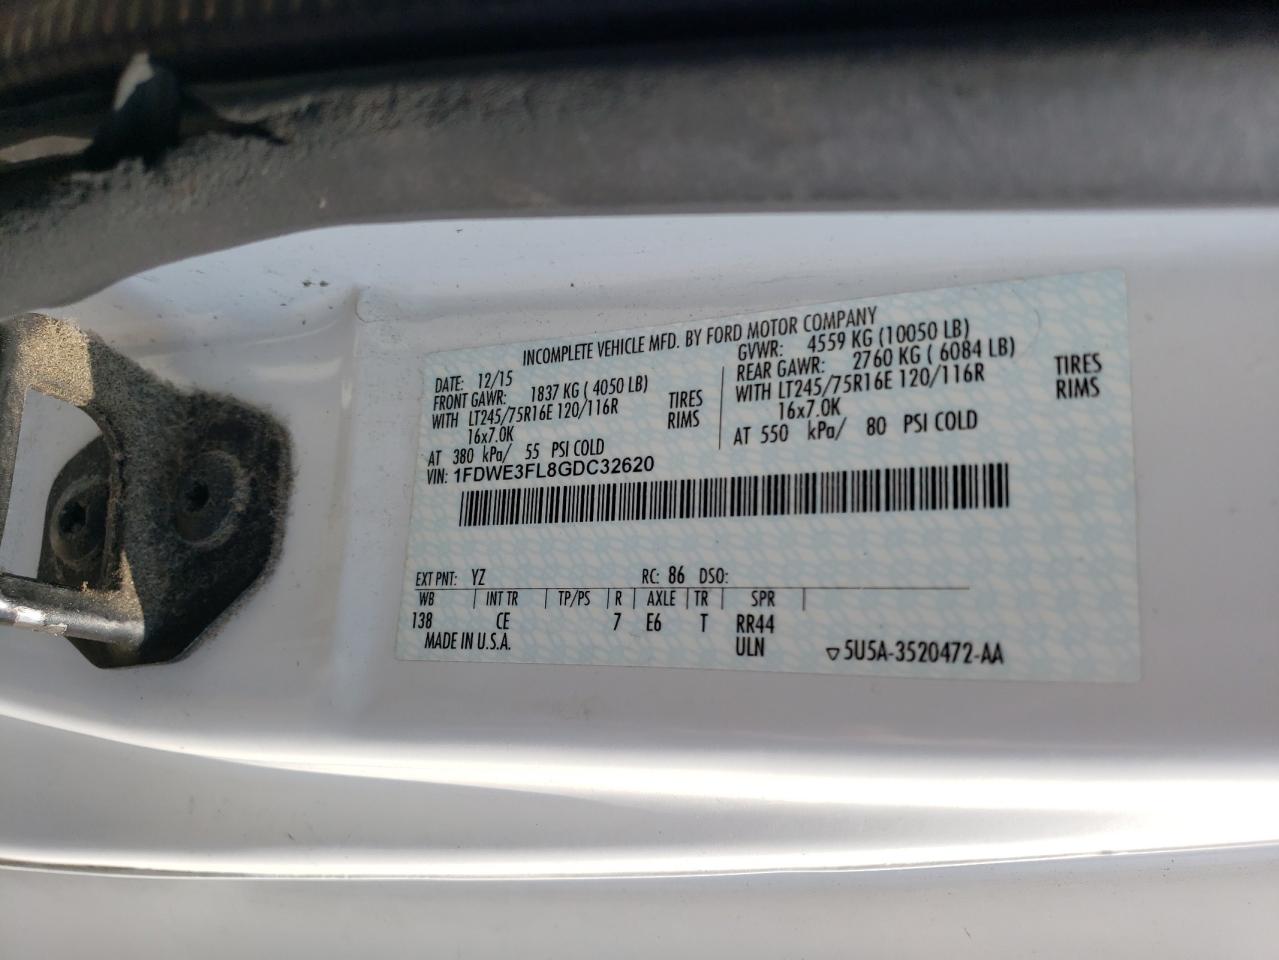 INCOMPLETE VEHICLE MFD. BY FORD MOTOR COMPANY
DATE: 12/15
FRONT GAWR: 1837 KG ( 4050 LB)
WITH LT245/75R16E 120/116R TIRES
16x7.0K RIMS
AT 380 kPa/ 55 PSI COLD
GVWR: 4559 KG (10050 LB)
REAR GAWR: 2760 KG ( 6084 LB)
WITH LT245/75R16E 120/116R TIRES
16x7.0K RIMS
AT 550 kPa/ 80 PSI COLD
VIN: 1FDWE3FL8GDC32620
EXT PNT: YZ RC: 86 DSO:
WB INT TR TP/PS R AXLE TR SPR
138 CE 7 E6 T RR44
MADE IN U.S.A. ULN ▽5U5A-3520472-AA